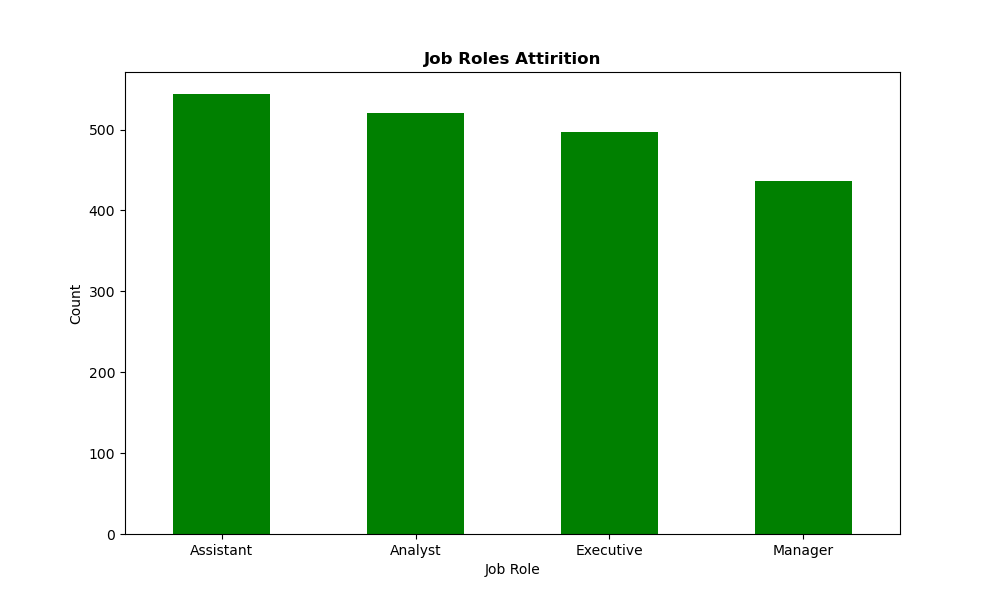 Job Roles Attirition
Count
500
400
300
200
100
0
Assistant Analyst Executive Manager
Job Role